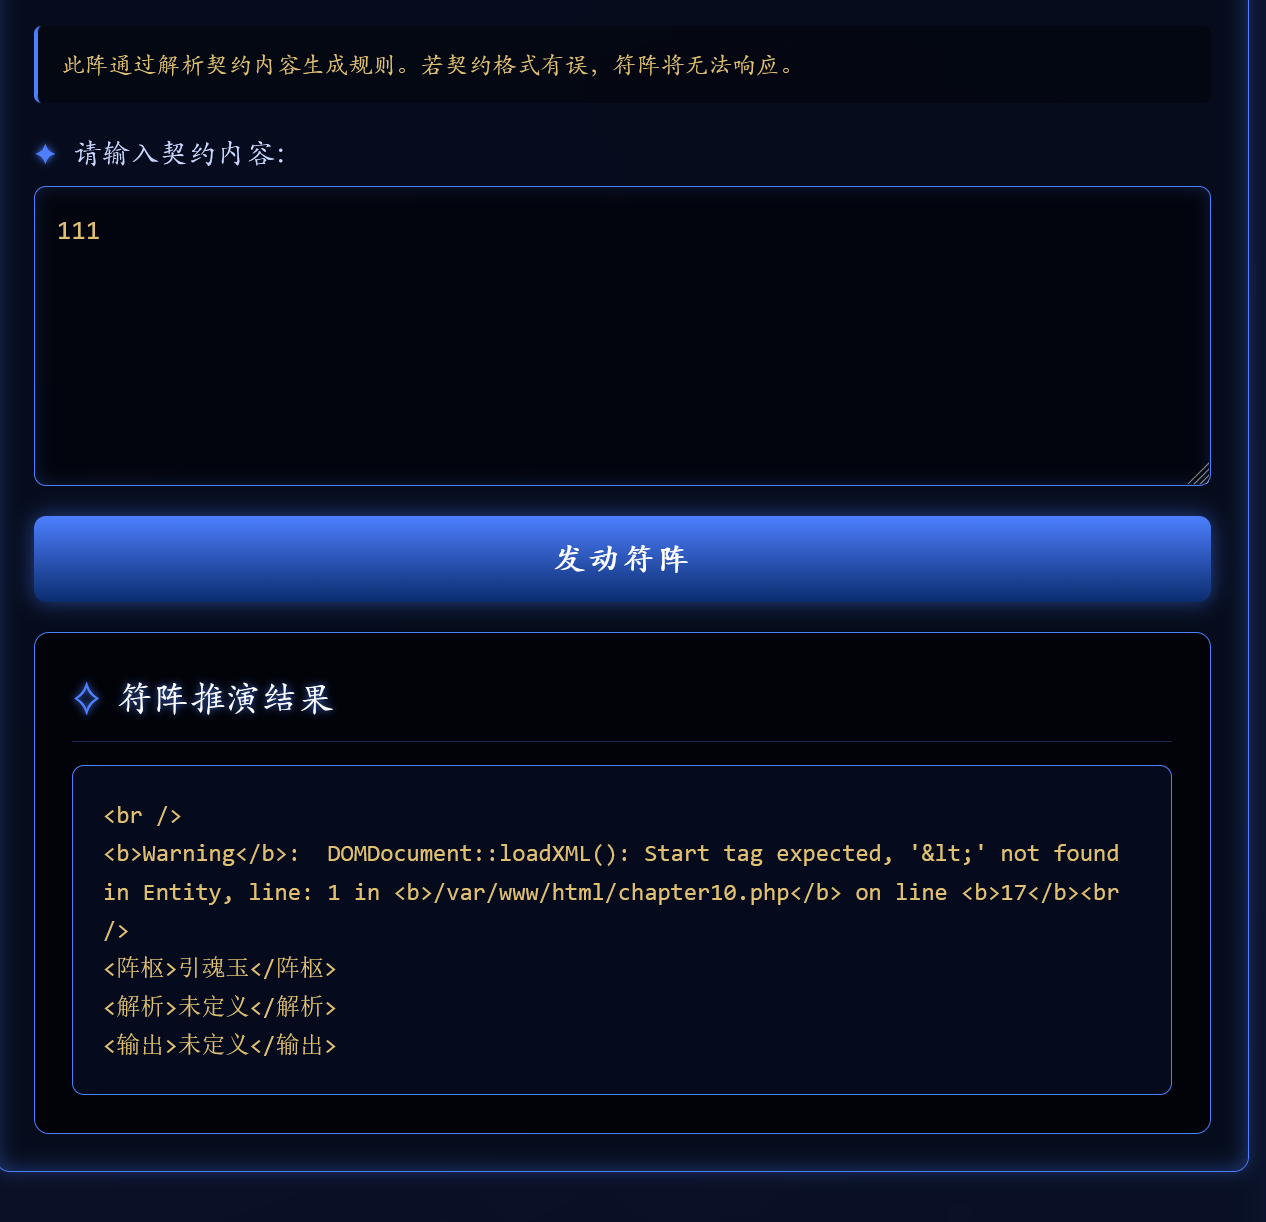 此阵通过解析契约内容生成规则。若契约格式有误，符阵将无法响应。
✦ 请输入契约内容：
111
发动符阵
✧ 符阵推演结果
<br />
<b>Warning</b>:  DOMDocument::loadXML(): Start tag expected, '&lt;' not found
in Entity, line: 1 in <b>/var/www/html/chapter10.php</b> on line <b>17</b><br
/>
<阵枢>引魂玉</阵枢>
<解析>未定义</解析>
<输出>未定义</输出>